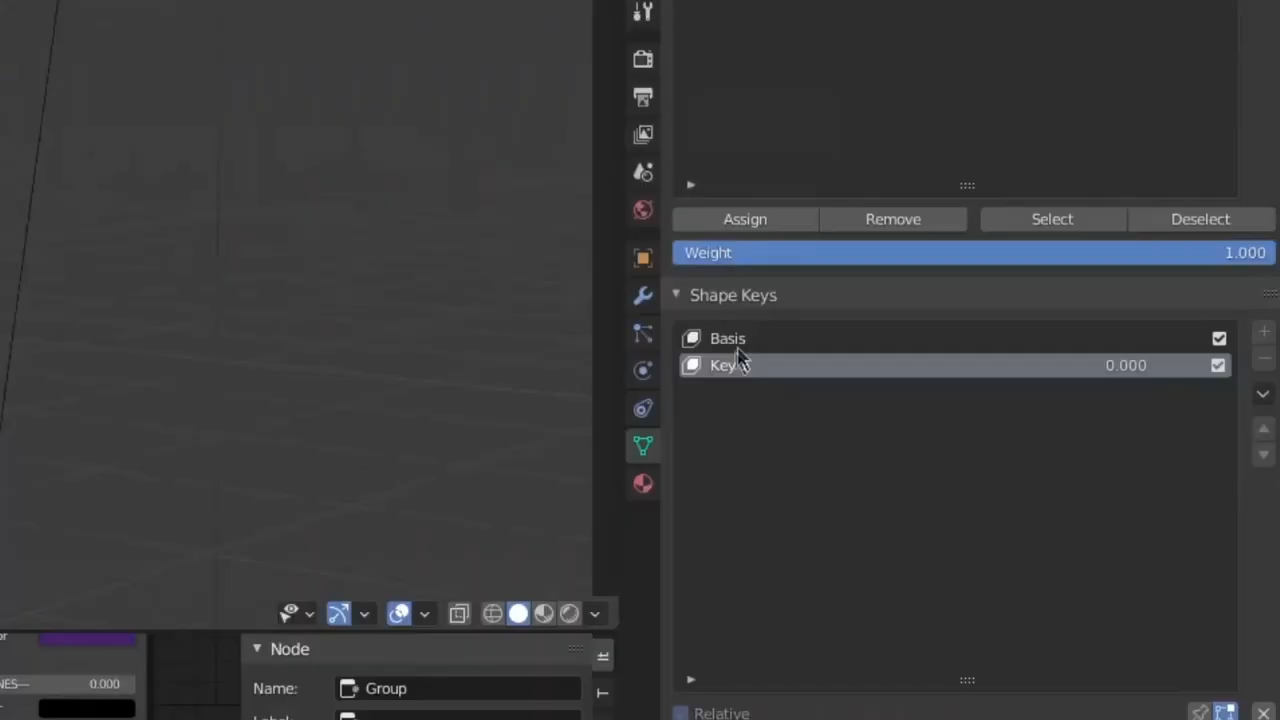 Assign Remove Select Deselect
Weight 1.000
Shape Keys
Basis
Key 0.000
Node
0.000
Name: Group
Relative